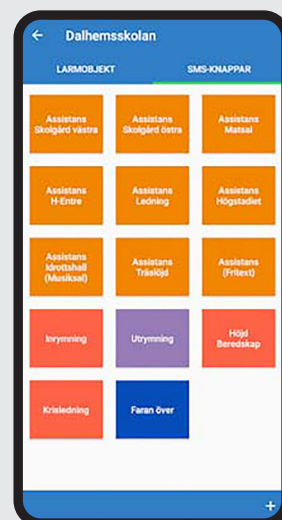 ← Dalhemsskolan
LARMOBJEKT SMS-KNAPPAR
Assistans Skolgård västra
Assistans Skolgård östra
Assistans Matsal
Assistans H-Entre
Assistans Ledning
Assistans Högstadiet
Assistans Idrottshall (Musiksal)
Assistans Träslöjd
Assistans (Fritext)
Inrymning
Utrymning
Höjd Beredskap
Krisledning
Faran över
+